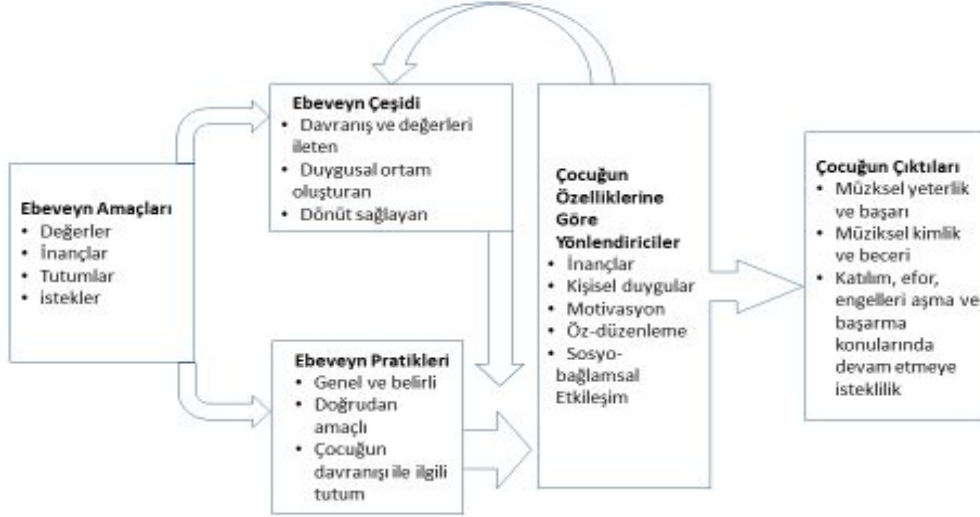 Ebeveyn Amaçları
• Değerler
• İnançlar
• Tutumlar
• istekler
Ebeveyn Çeşidi
• Davranış ve değerleri
ileten
• Duygusal ortam
oluşturan
• Dönüt sağlayan
Ebeveyn Pratikleri
• Genel ve belirli
• Doğrudan
amaçlı
• Çocuğun
davranışı ile ilgili
tutum
Çocuğun
Özelliklerine
Göre
Yönlendiriciler
• İnançlar
• Kişisel duygular
• Motivasyon
• Öz-düzenleme
• Sosyo-
bağlamsal
Etkileşim
Çocuğun Çıktıları
• Müzksel yeterlik
ve başarı
• Müziksel kimlik
ve beceri
• Katılım, efor,
engelleri aşma ve
başarma
konularında
devam etmeye
isteklilik